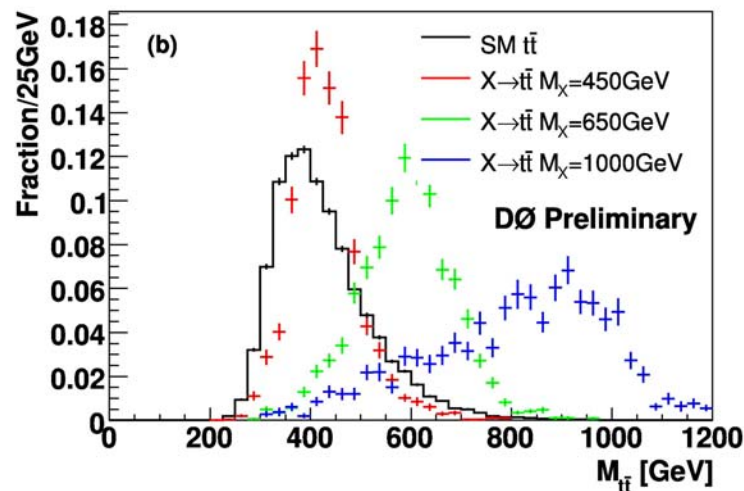 (b)
SM tt̄
X→tt̄ M_X=450GeV
X→tt̄ M_X=650GeV
X→tt̄ M_X=1000GeV
DØ Preliminary
Fraction/25GeV
0.18
0.16
0.14
0.12
0.1
0.08
0.06
0.04
0.02
0
0 200 400 600 800 1000 1200
M_tt̄ [GeV]